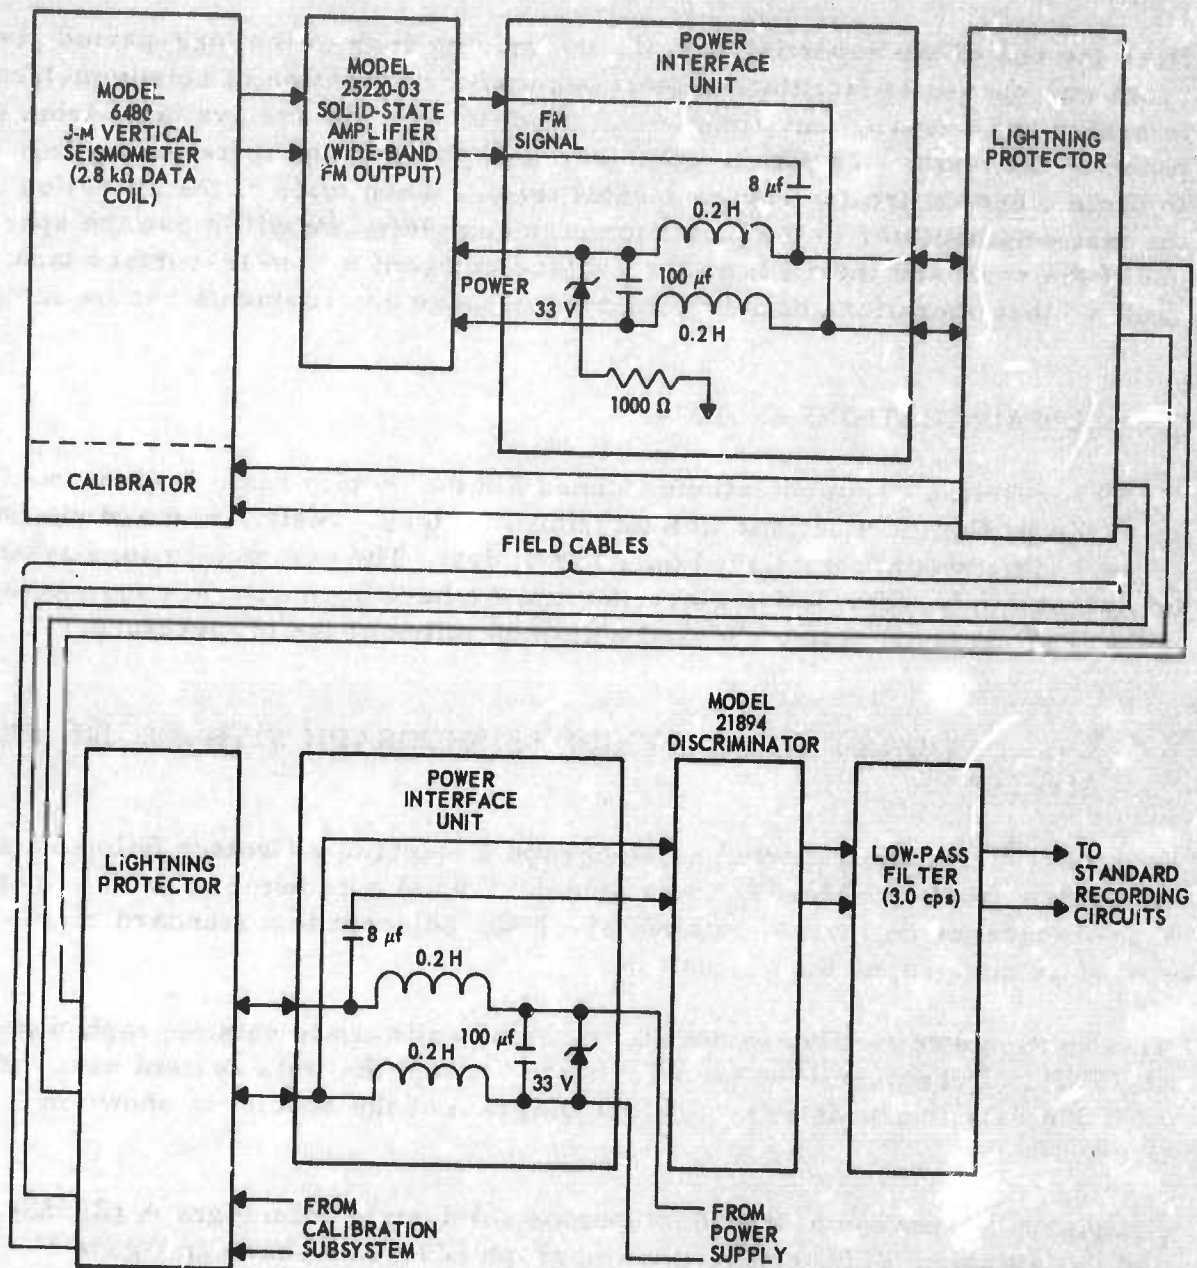 MODEL
6480
J-M VERTICAL
SEISMOMETER
(2.8 kΩ DATA
COIL)
CALIBRATOR
MODEL
25220-03
SOLID-STATE
AMPLIFIER
(WIDE-BAND
FM OUTPUT)
POWER
INTERFACE
UNIT
FM
SIGNAL
8 μf
0.2 H
100 μf
0.2 H
POWER
33 V
1000 Ω
LIGHTNING
PROTECTOR
FIELD CABLES
LiGHTNING
PROTECTOR
POWER
INTERFACE
UNIT
8 μf
0.2 H
100 μf
0.2 H
33 V
MODEL
21894
DISCRIMINATOR
LOW-PASS
FILTER
(3.0 cps)
TO
STANDARD
RECORDING
CIRCUITS
FROM
CALIBRATION
SUBSYSTEM
FROM
POWER
SUPPLY